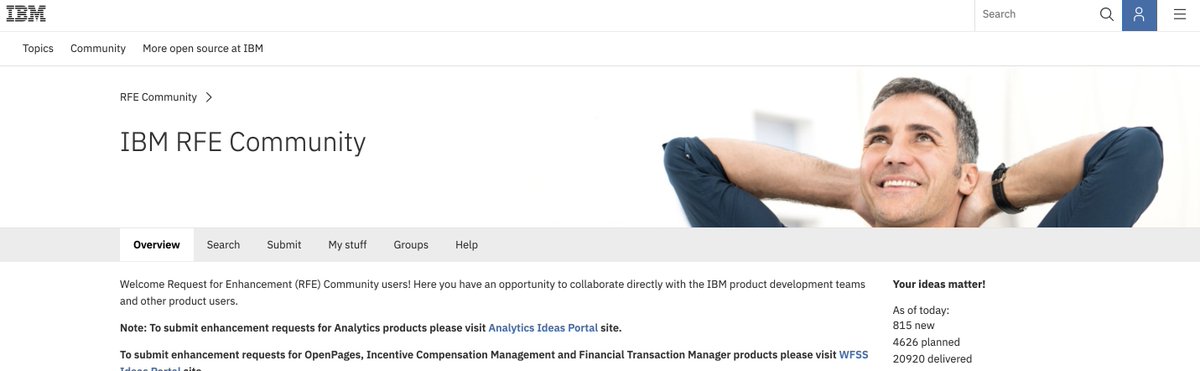 IBM
Search
Topics Community More open source at IBM
RFE Community
IBM RFE Community
Overview Search Submit My stuff Groups Help
Welcome Request for Enhancement (RFE) Community users! Here you have an opportunity to collaborate directly with the IBM product development teams
and other product users.
Note: To submit enhancement requests for Analytics products please visit Analytics Ideas Portal site.
To submit enhancement requests for OpenPages, Incentive Compensation Management and Financial Transaction Manager products please visit WFSS
Ideas Portal site.
Your ideas matter!
As of today:
815 new
4626 planned
20920 delivered